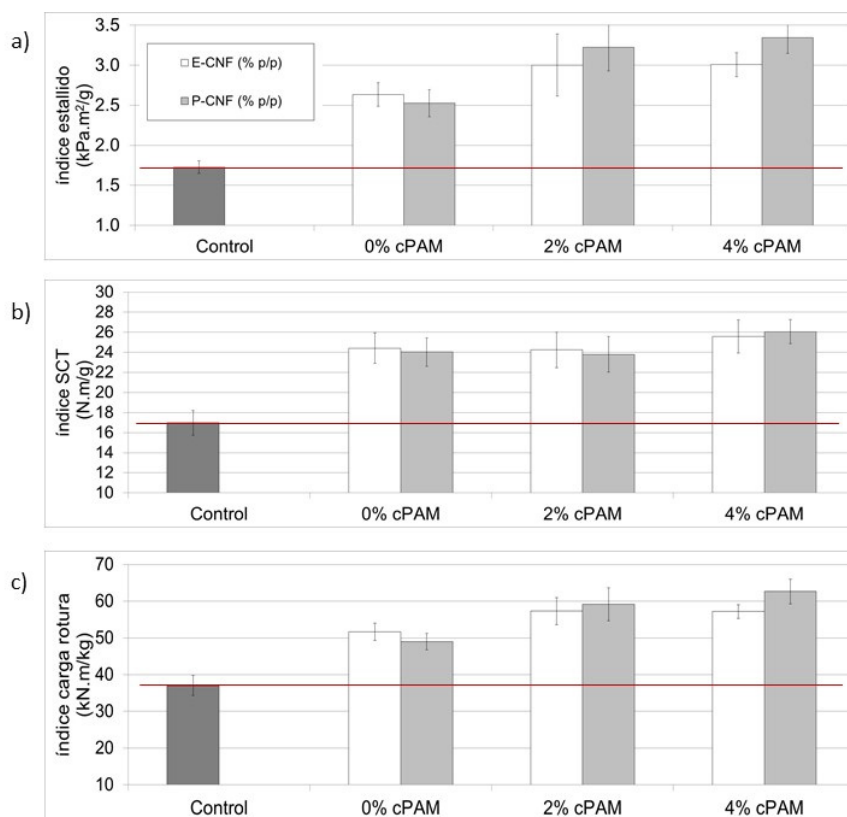 a)
índice estallido
(kPa.m²/g)
3.5
3.0
2.5
2.0
1.5
1.0
E-CNF (% p/p)
P-CNF (% p/p)
Control 0% cPAM 2% cPAM 4% cPAM
b)
índice SCT
(N.m/g)
30
28
26
24
22
20
18
16
14
12
10
Control 0% cPAM 2% cPAM 4% cPAM
c)
índice carga rotura
(kN.m/kg)
70
60
50
40
30
20
10
Control 0% cPAM 2% cPAM 4% cPAM